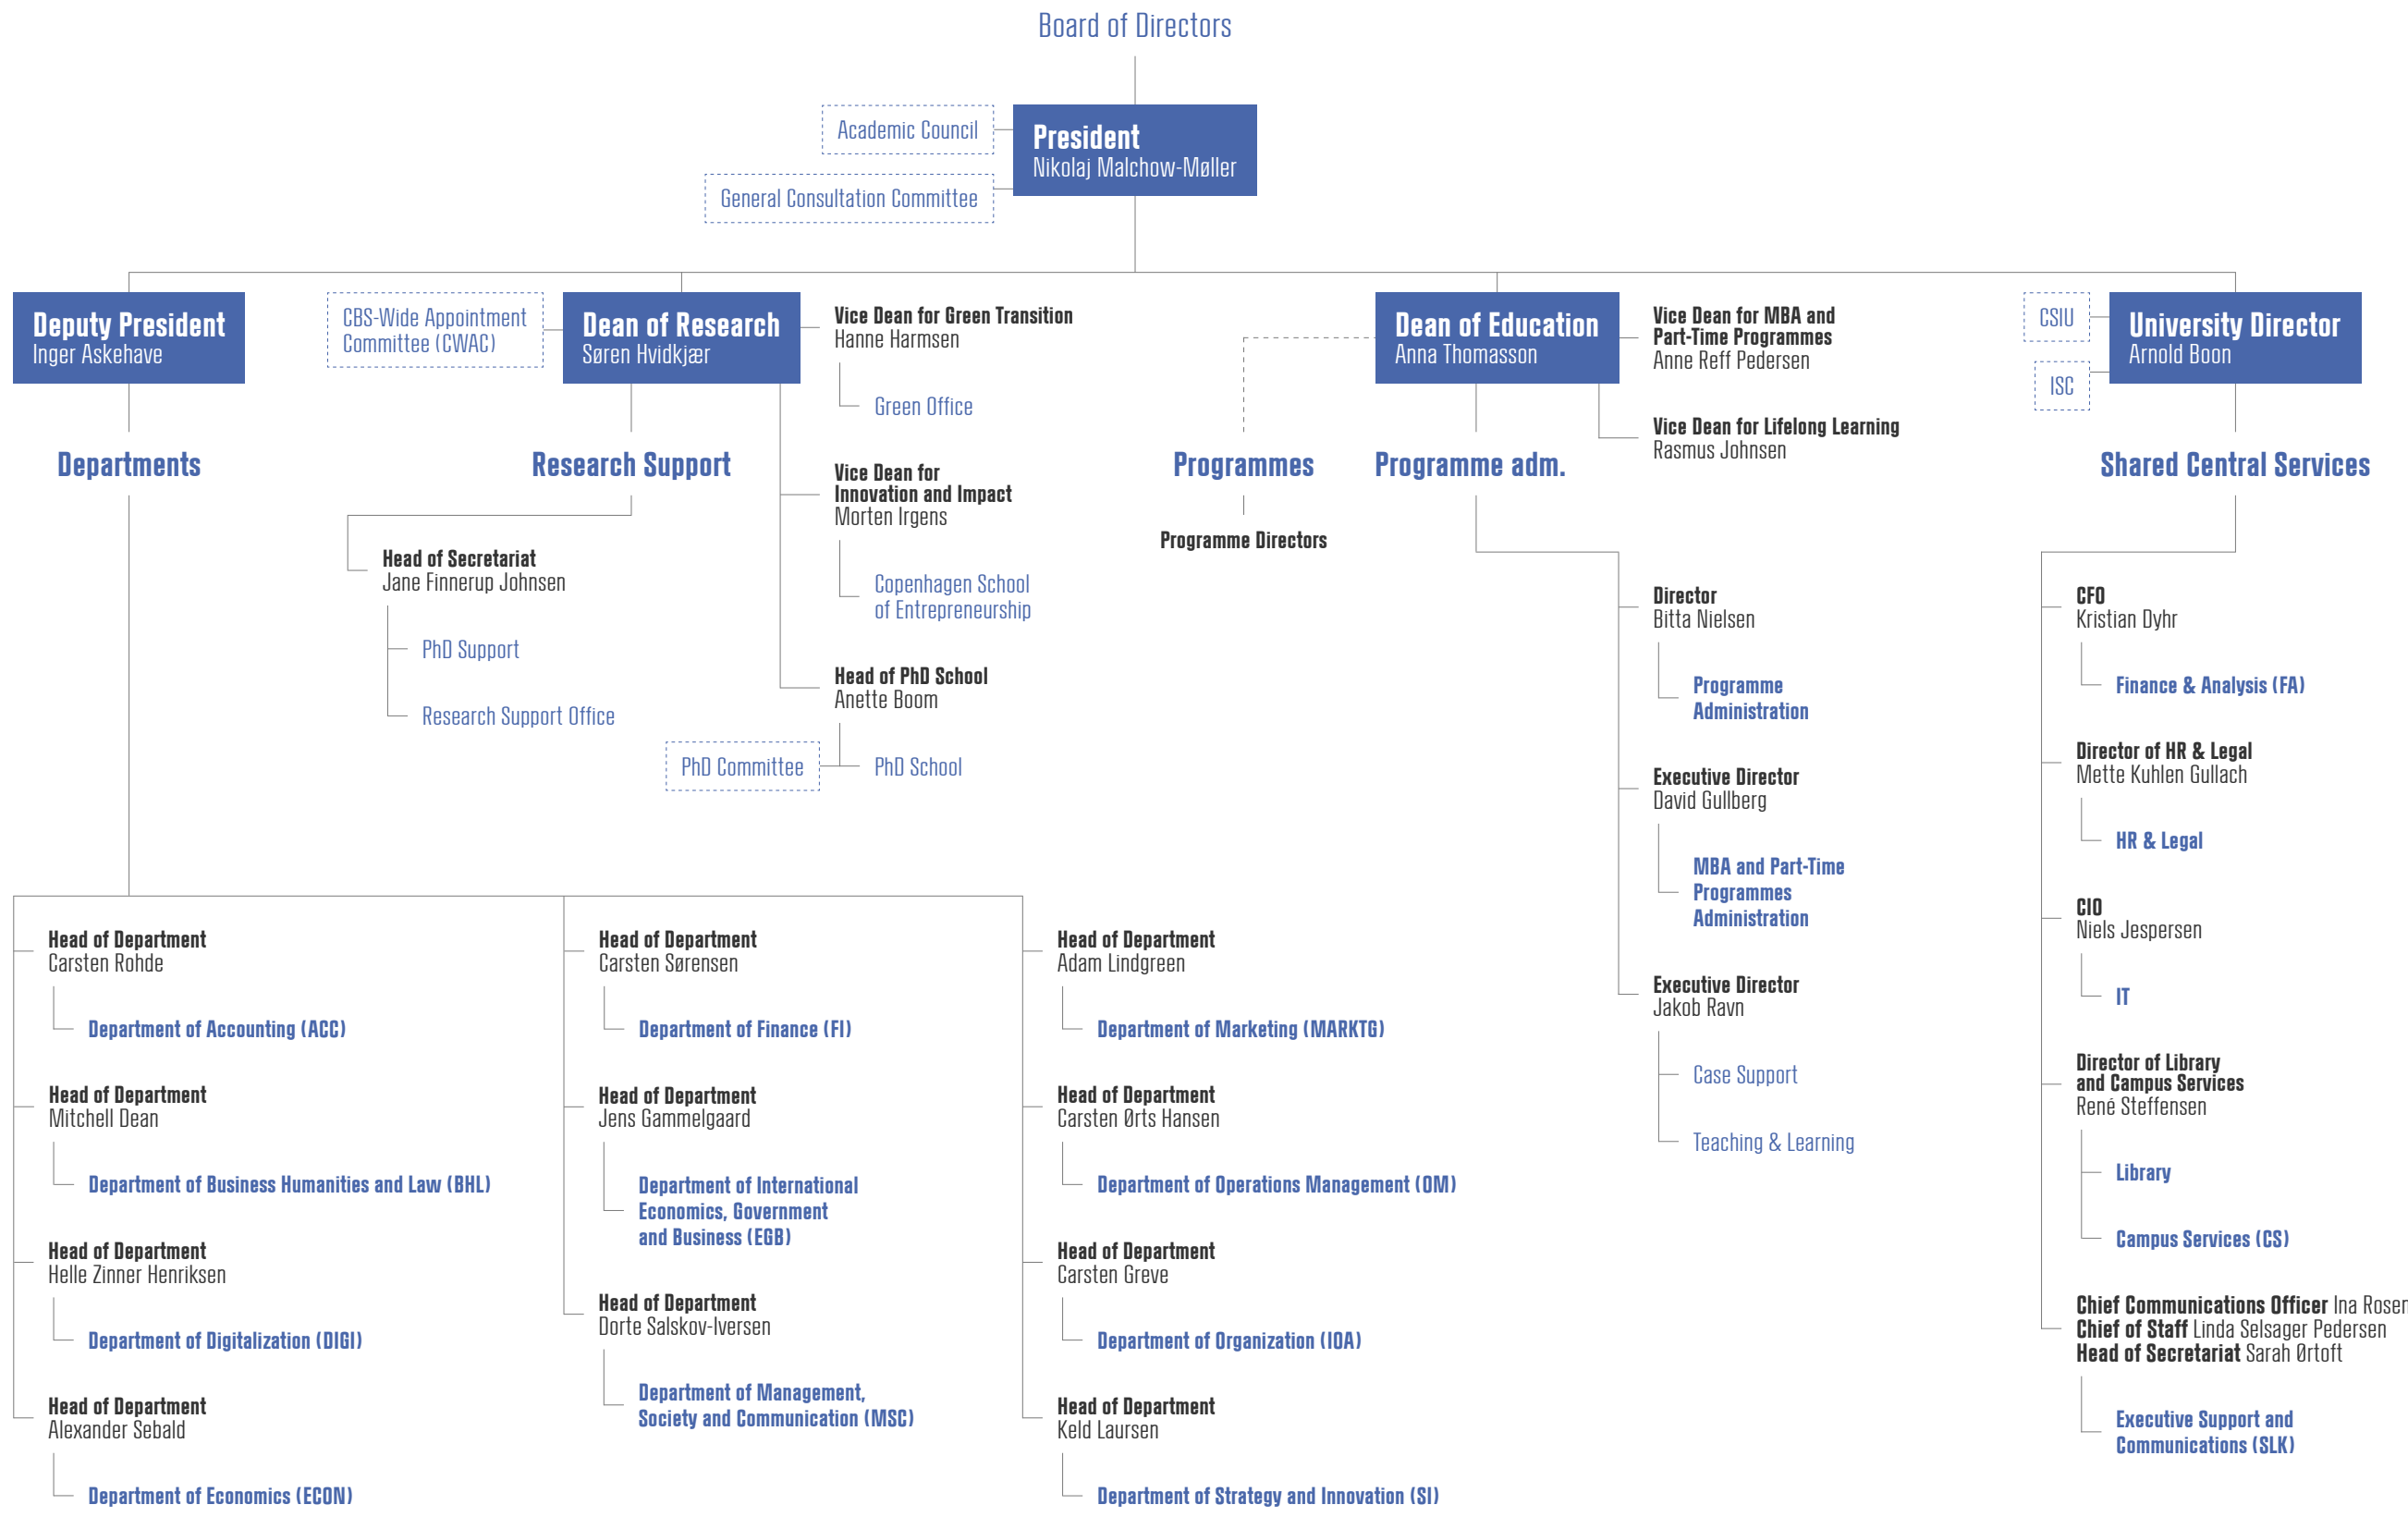 Board of Directors
Academic Council
President
Nikolaj Malchow-Møller
General Consultation Committee
Deputy President
Inger Askehave
CBS-Wide Appointment
Committee (CWAC)
Dean of Research
Søren Hvidkjær
Vice Dean for Green Transition
Hanne Harmsen
Green Office
Dean of Education
Anna Thomasson
Vice Dean for MBA and
Part-Time Programmes
Anne Reff Pedersen
Vice Dean for Lifelong Learning
Rasmus Johnsen
CSIU
ISC
University Director
Arnold Boon
Departments
Research Support
Vice Dean for
Innovation and Impact
Morten Irgens
Copenhagen School
of Entrepreneurship
Programmes
Programme Directors
Programme adm.
Shared Central Services
Head of Secretariat
Jane Finnerup Johnsen
PhD Support
Research Support Office
Head of PhD School
Anette Boom
PhD Committee
PhD School
Director
Bitta Nielsen
Programme
Administration
Executive Director
David Gullberg
MBA and Part-Time
Programmes
Administration
Executive Director
Jakob Ravn
Case Support
Teaching & Learning
CFO
Kristian Dyhr
Finance & Analysis (FA)
Director of HR & Legal
Mette Kuhlen Gullach
HR & Legal
CIO
Niels Jespersen
IT
Director of Library
and Campus Services
René Steffensen
Library
Campus Services (CS)
Chief Communications Officer Ina Rosen
Chief of Staff Linda Selsager Pedersen
Head of Secretariat Sarah Ørtoft
Executive Support and
Communications (SLK)
Head of Department
Carsten Rohde
Department of Accounting (ACC)
Head of Department
Mitchell Dean
Department of Business Humanities and Law (BHL)
Head of Department
Helle Zinner Henriksen
Department of Digitalization (DIGI)
Head of Department
Alexander Sebald
Department of Economics (ECON)
Head of Department
Carsten Sørensen
Department of Finance (FI)
Head of Department
Jens Gammelgaard
Department of International
Economics, Government
and Business (EGB)
Head of Department
Dorte Salskov-Iversen
Department of Management,
Society and Communication (MSC)
Head of Department
Adam Lindgreen
Department of Marketing (MARKTG)
Head of Department
Carsten Ørts Hansen
Department of Operations Management (OM)
Head of Department
Carsten Greve
Department of Organization (IOA)
Head of Department
Keld Laursen
Department of Strategy and Innovation (SI)